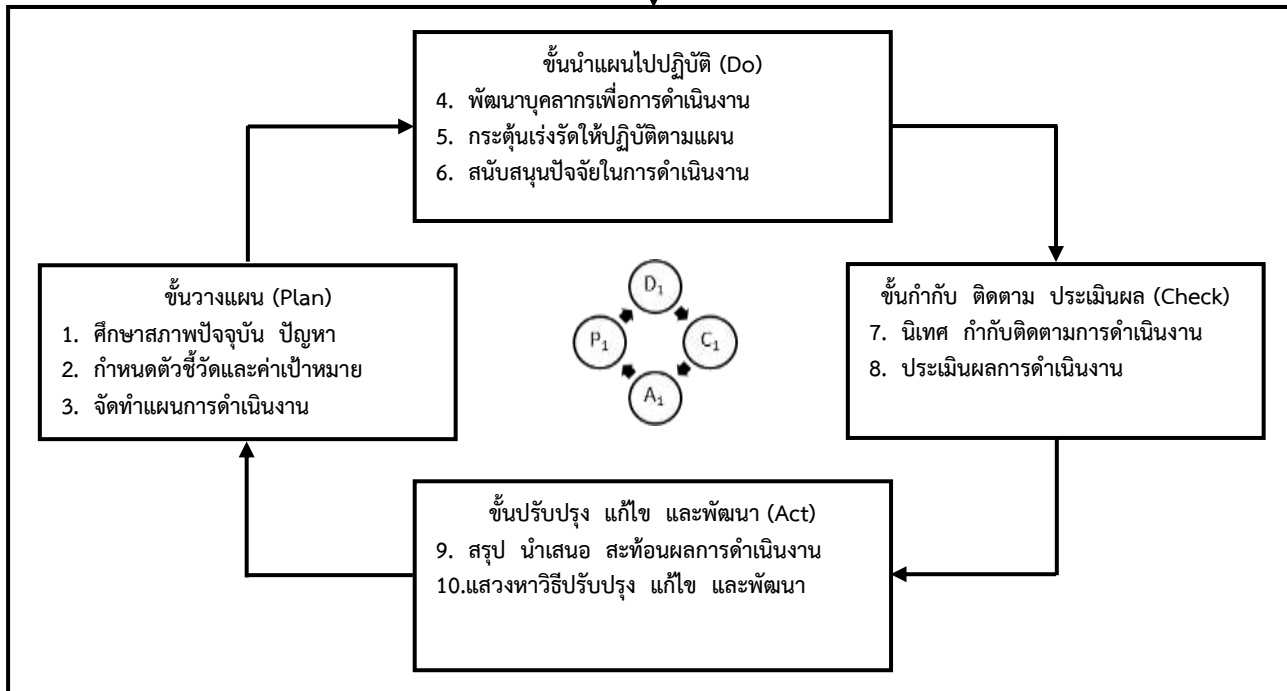 ขั้นนำแผนไปปฏิบัติ (Do)
4. พัฒนาบุคลากรเพื่อการดำเนินงาน
5. กระตุ้นเร่งรัดให้ปฏิบัติตามแผน
6. สนับสนุนปัจจัยในการดำเนินงาน
ขั้นวางแผน (Plan)
1. ศึกษาสภาพปัจจุบัน ปัญหา
2. กำหนดตัวชี้วัดและค่าเป้าหมาย
3. จัดทำแผนการดำเนินงาน
D1
P1
C1
A1
ขั้นกำกับ ติดตาม ประเมินผล (Check)
7. นิเทศ กำกับติดตามการดำเนินงาน
8. ประเมินผลการดำเนินงาน
ขั้นปรับปรุง แก้ไข และพัฒนา (Act)
9. สรุป นำเสนอ สะท้อนผลการดำเนินงาน
10.แสวงหาวิธีปรับปรุง แก้ไข และพัฒนา